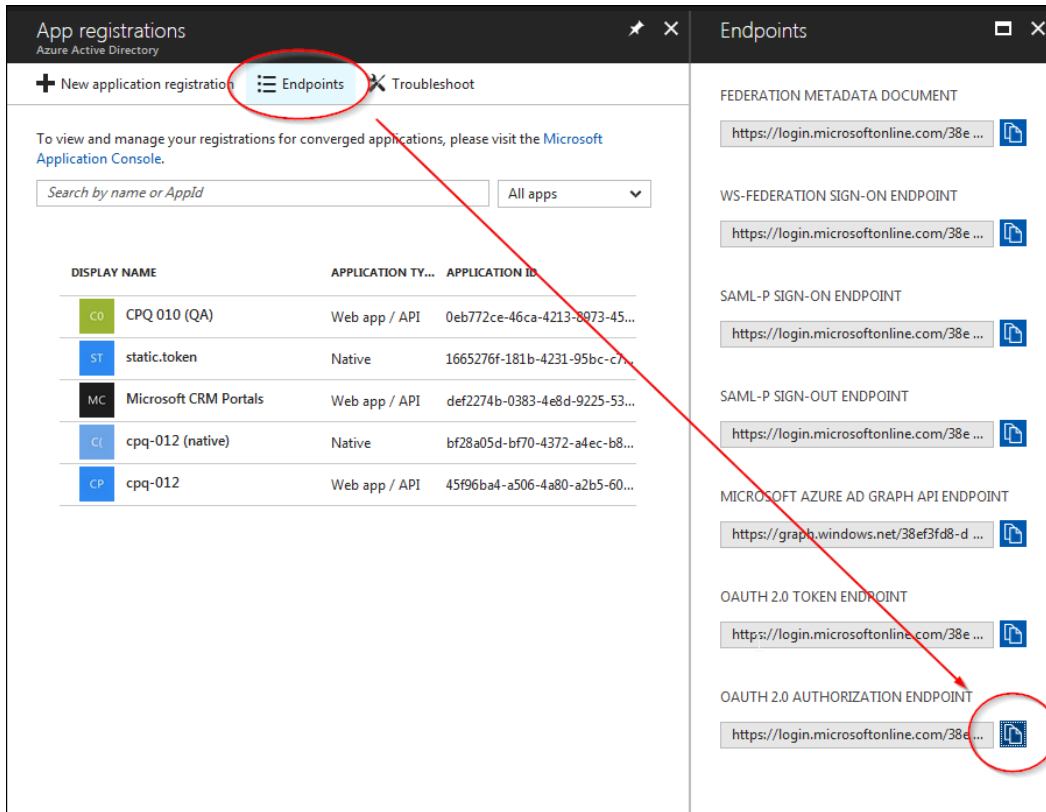 App registrations
Azure Active Directory
New application registration
Endpoints
Troubleshoot
To view and manage your registrations for converged applications, please visit the Microsoft
Application Console.
Search by name or AppId
All apps
DISPLAY NAME APPLICATION TY... APPLICATION ID
C0 CPQ 010 (QA) Web app / API 0eb772ce-46ca-4213-8973-45...
ST static.token Native 1665276f-181b-4231-95bc-c7...
MC Microsoft CRM Portals Web app / API def2274b-0383-4e8d-9225-53...
C( cpq-012 (native) Native bf28a05d-bf70-4372-a4ec-b8...
CP cpq-012 Web app / API 45f96ba4-a506-4a80-a2b5-60...
Endpoints
FEDERATION METADATA DOCUMENT
https://login.microsoftonline.com/38e ...
WS-FEDERATION SIGN-ON ENDPOINT
https://login.microsoftonline.com/38e ...
SAML-P SIGN-ON ENDPOINT
https://login.microsoftonline.com/38e ...
SAML-P SIGN-OUT ENDPOINT
https://login.microsoftonline.com/38e ...
MICROSOFT AZURE AD GRAPH API ENDPOINT
https://graph.windows.net/38ef3fd8-d ...
OAUTH 2.0 TOKEN ENDPOINT
https://login.microsoftonline.com/38e ...
OAUTH 2.0 AUTHORIZATION ENDPOINT
https://login.microsoftonline.com/38e ...